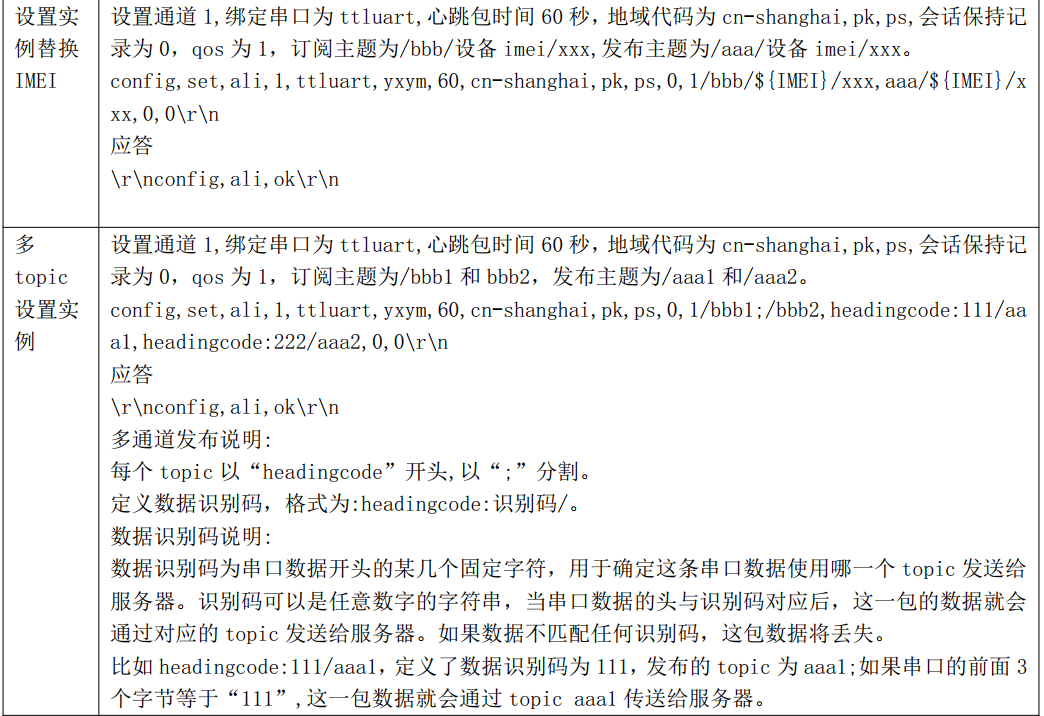 设置实
例替换
IMEI
设置通道 1,绑定串口为 ttluart,心跳包时间 60 秒，地域代码为 cn-shanghai,pk,ps,会话保持记
录为 0，qos 为 1，订阅主题为/bbb/设备 imei/xxx,发布主题为/aaa/设备 imei/xxx。
config,set,ali,1,ttluart,yxym,60,cn-shanghai,pk,ps,0,1/bbb/${IMEI}/xxx,aaa/${IMEI}/x
xx,0,0\r\n
应答
\r\nconfig,ali,ok\r\n
多
topic
设置实
例
设置通道 1,绑定串口为 ttluart,心跳包时间 60 秒，地域代码为 cn-shanghai,pk,ps,会话保持记
录为 0，qos 为 1，订阅主题为/bbb1 和 bbb2，发布主题为/aaa1 和/aaa2。
config,set,ali,1,ttluart,yxym,60,cn-shanghai,pk,ps,0,1/bbb1;/bbb2,headingcode:111/aa
a1,headingcode:222/aaa2,0,0\r\n
应答
\r\nconfig,ali,ok\r\n
多通道发布说明:
每个 topic 以“headingcode”开头,以“;”分割。
定义数据识别码，格式为:headingcode:识别码/。
数据识别码说明:
数据识别码为串口数据开头的某几个固定字符，用于确定这条串口数据使用哪一个 topic 发送给
服务器。识别码可以是任意数字的字符串，当串口数据的头与识别码对应后，这一包的数据就会
通过对应的 topic 发送给服务器。如果数据不匹配任何识别码，这包数据将丢失。
比如 headingcode:111/aaa1，定义了数据识别码为 111，发布的 topic 为 aaa1;如果串口的前面 3
个字节等于“111”,这一包数据就会通过 topic aaa1 传送给服务器。